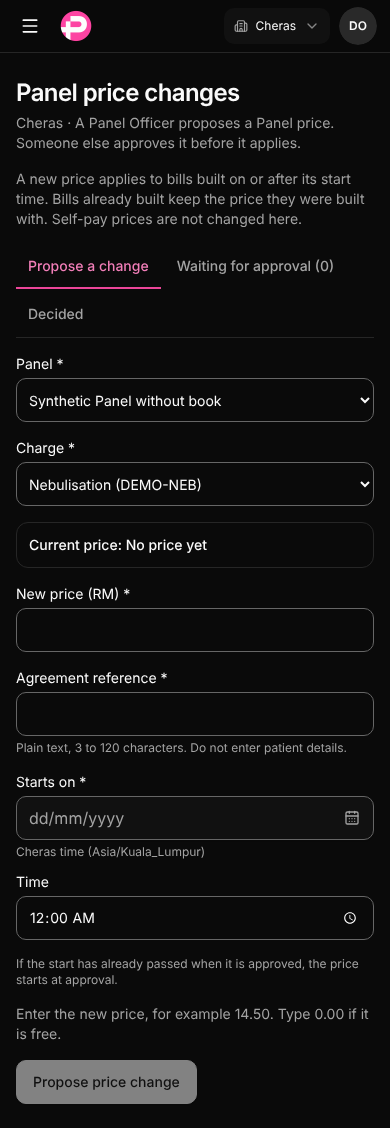 Cheras
DO
Panel price changes
Cheras · A Panel Officer proposes a Panel price.
Someone else approves it before it applies.
A new price applies to bills built on or after its start
time. Bills already built keep the price they were built
with. Self-pay prices are not changed here.
Propose a change
Waiting for approval (0)
Decided
Panel *
Synthetic Panel without book
Charge *
Nebulisation (DEMO-NEB)
Current price: No price yet
New price (RM) *
Agreement reference *
Plain text, 3 to 120 characters. Do not enter patient details.
Starts on *
dd/mm/yyyy
Cheras time (Asia/Kuala_Lumpur)
Time
12:00 AM
If the start has already passed when it is approved, the price
starts at approval.
Enter the new price, for example 14.50. Type 0.00 if it
is free.
Propose price change